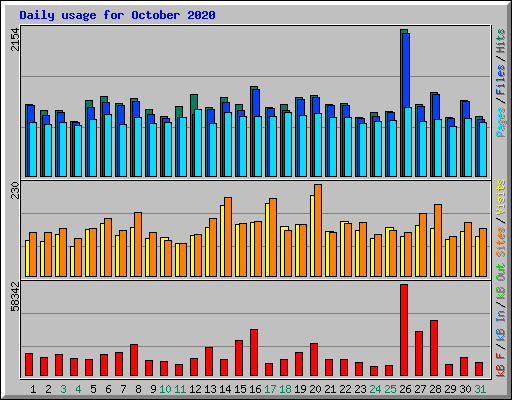 Daily usage for October 2020
2154
Pages / Files / Hits
230
Sites / Visits
58342
kB F / kB In / kB Out
1 2 3 4 5 6 7 8 9 10 11 12 13 14 15 16 17 18 19 20 21 22 23 24 25 26 27 28 29 30 31